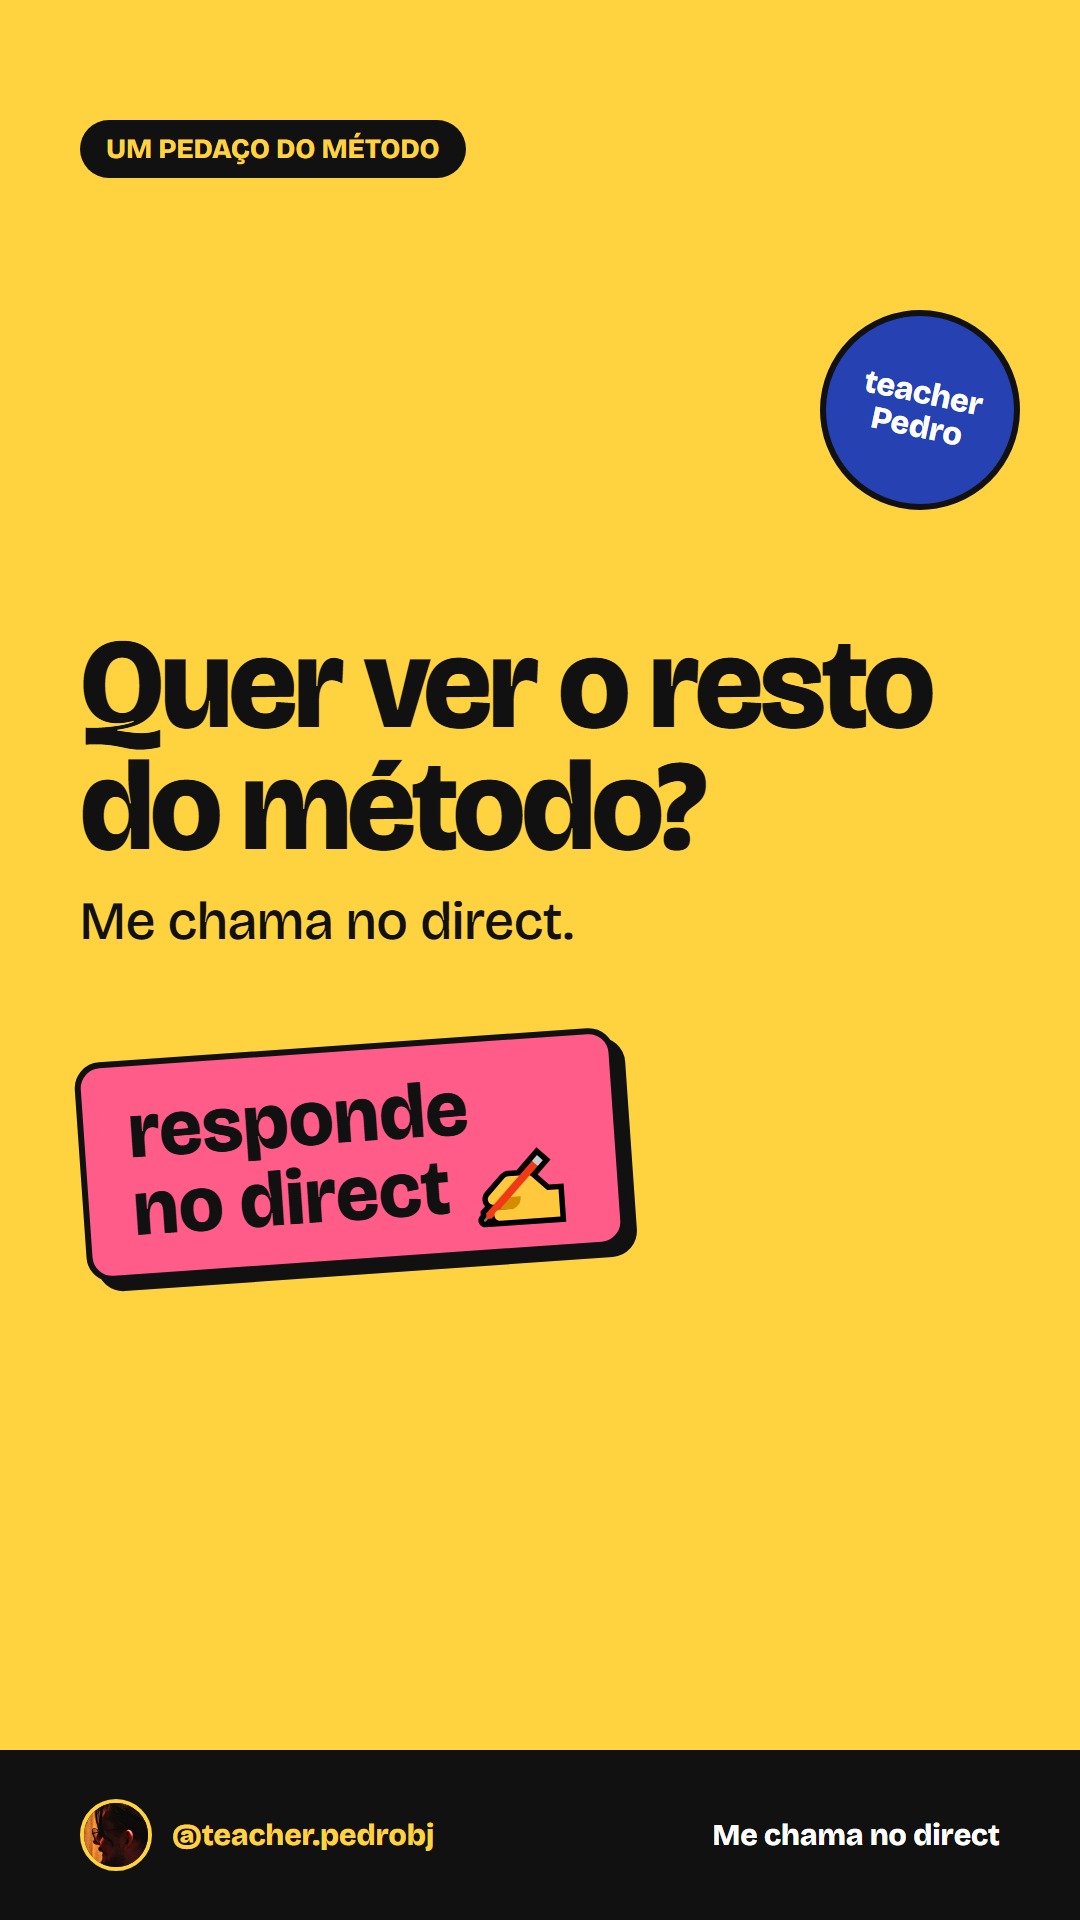 UM PEDAÇO DO MÉTODO
teacher
Pedro
Quer ver o resto
do método?
Me chama no direct.
responde
no direct ✍️
@teacher.pedrobj
Me chama no direct